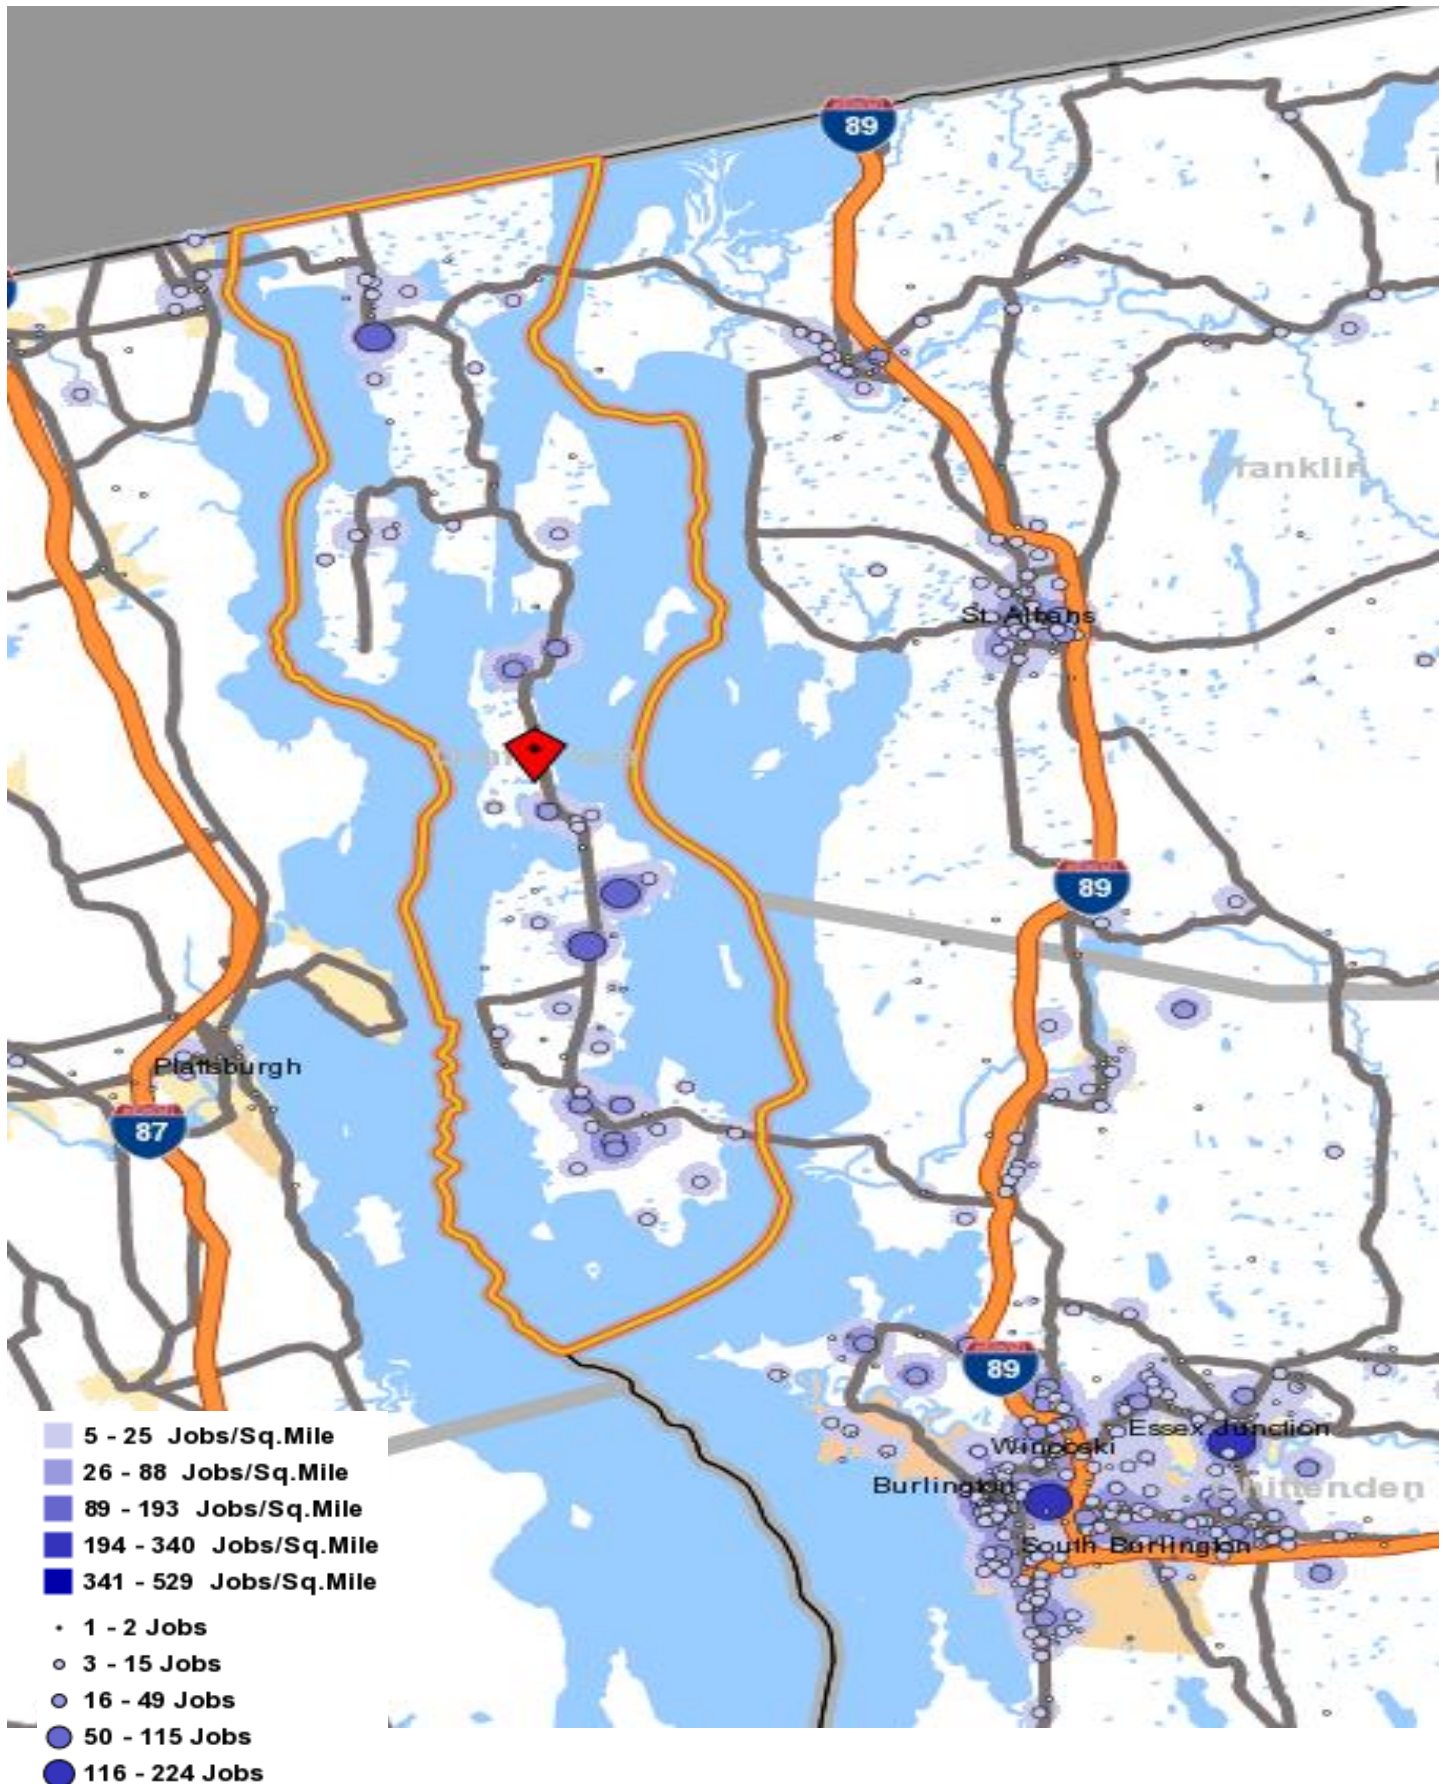 89
Franklin
St. Albans
89
Plattsburgh
87
89
Essex Junction
Winooski
Burlington
Chittenden
South Burlington
5 - 25 Jobs/Sq.Mile
26 - 88 Jobs/Sq.Mile
89 - 193 Jobs/Sq.Mile
194 - 340 Jobs/Sq.Mile
341 - 529 Jobs/Sq.Mile
1 - 2 Jobs
3 - 15 Jobs
16 - 49 Jobs
50 - 115 Jobs
116 - 224 Jobs